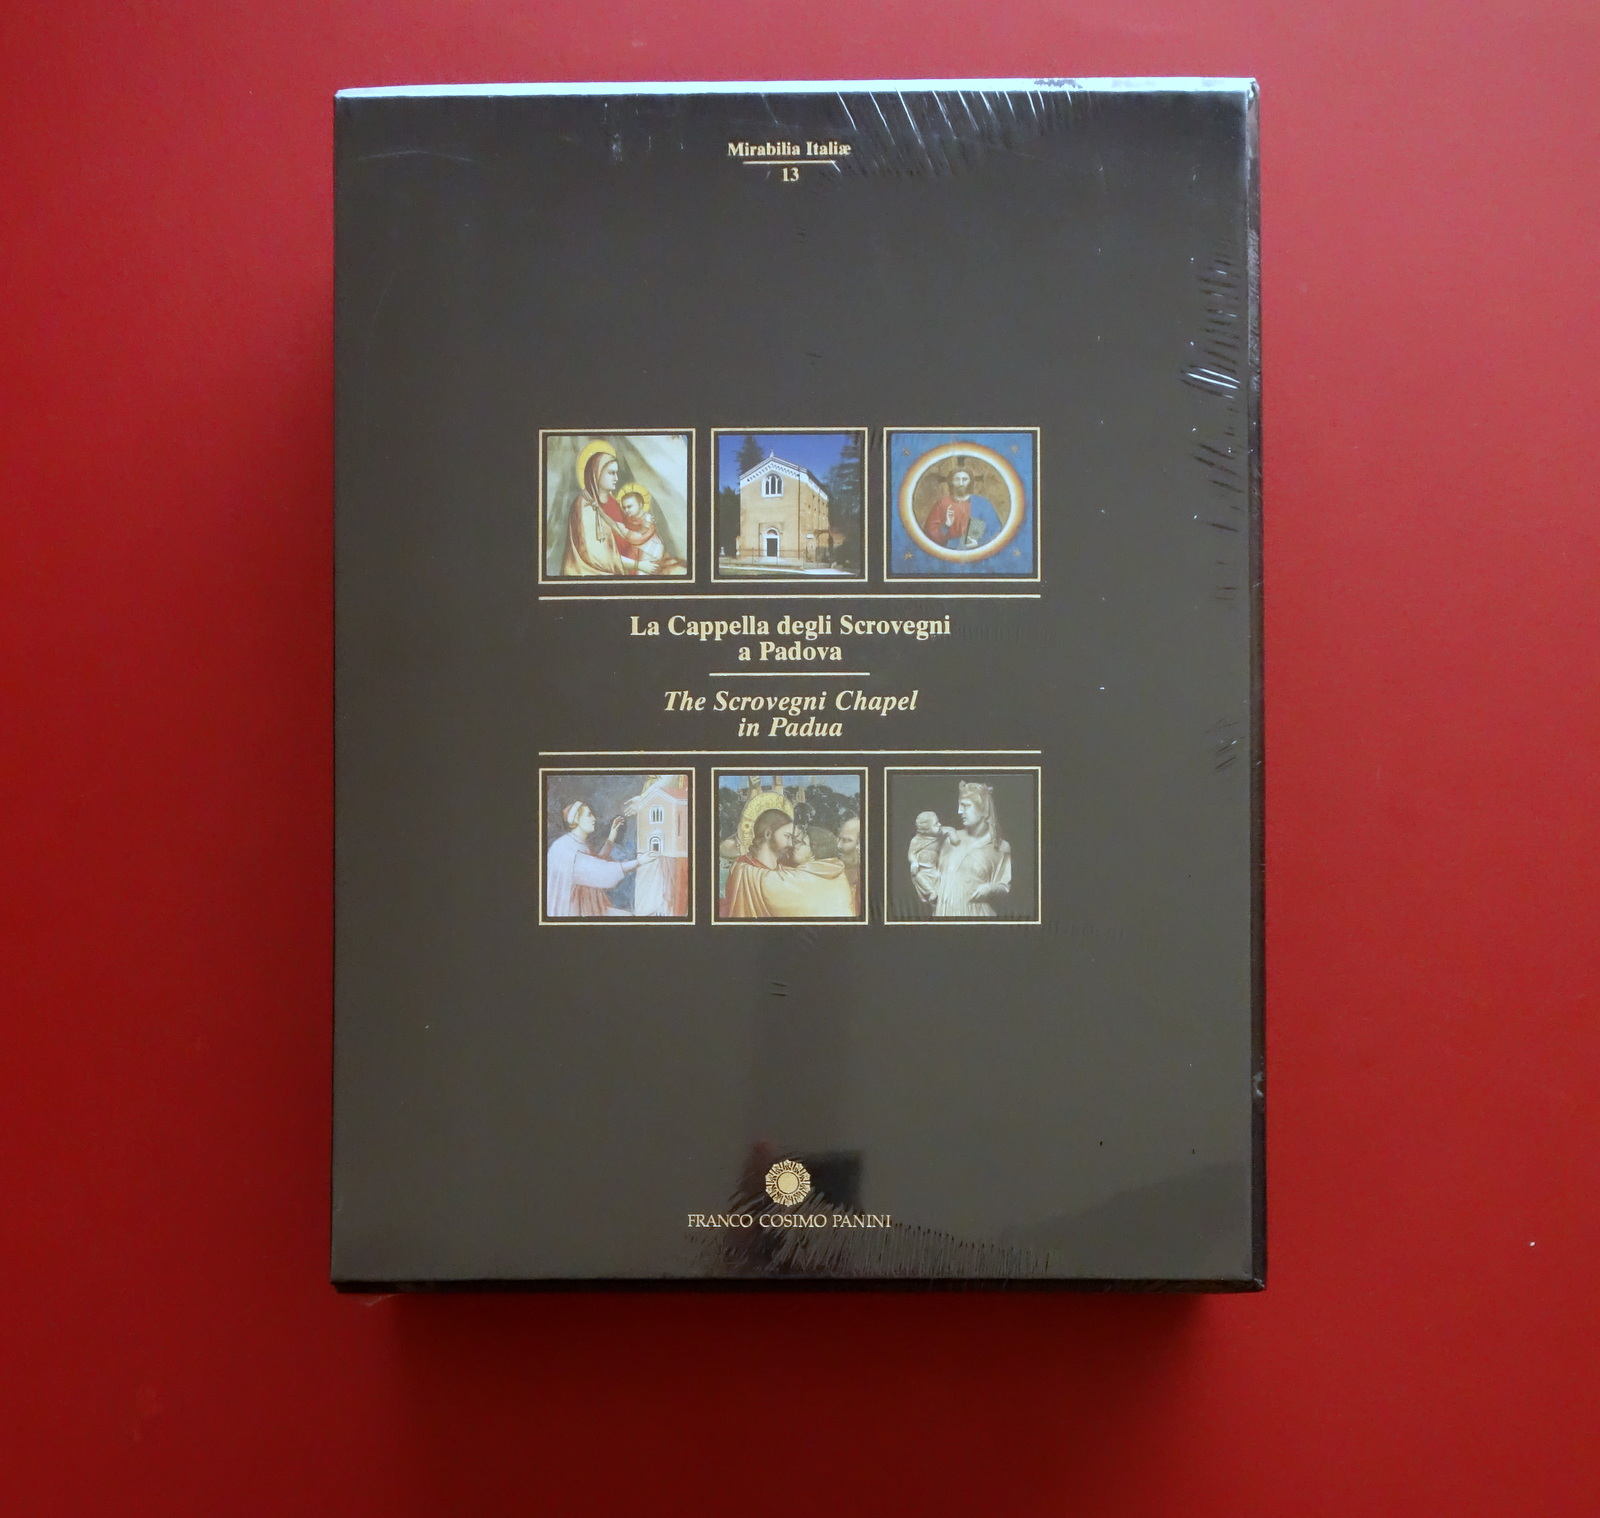 Mirabilia Italiæ
13
La Cappella degli Scrovegni
a Padova
The Scrovegni Chapel
in Padua
FRANCO COSIMO PANINI